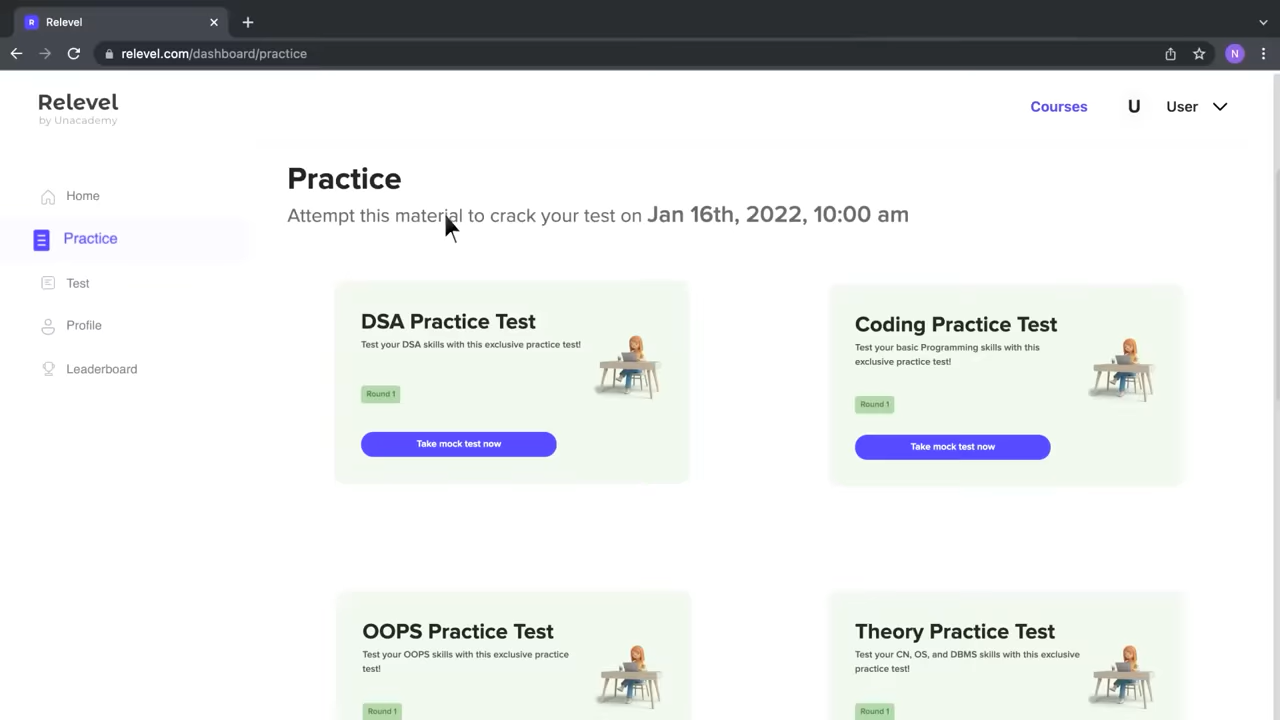 Relevel
relevel.com/dashboard/practice
N
Relevel
by Unacademy
Courses
U
User
Home
Practice
Test
Profile
Leaderboard
Practice
Attempt this material to crack your test on Jan 16th, 2022, 10:00 am
DSA Practice Test
Test your DSA skills with this exclusive practice test!
Round 1
Take mock test now
Coding Practice Test
Test your basic Programming skills with this
exclusive practice test!
Round 1
Take mock test now
OOPS Practice Test
Test your OOPS skills with this exclusive practice
test!
Round 1
Theory Practice Test
Test your CN, OS, and DBMS skills with this exclusive
practice test!
Round 1